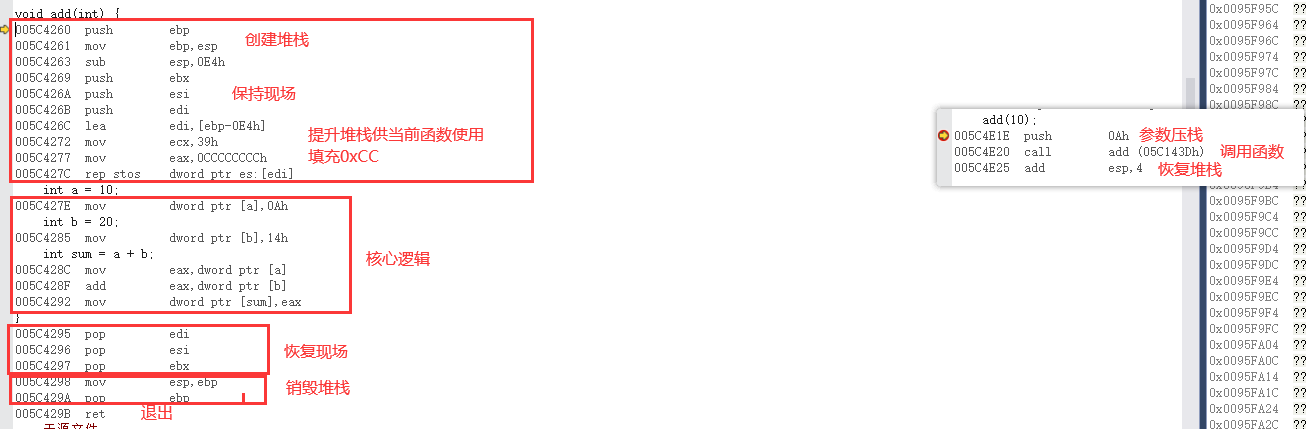 void add(int) {
005C4260 push ebp
创建堆栈
005C4261 mov ebp,esp
005C4263 sub esp,0E4h
005C4269 push ebx
005C426A push esi
保持现场
005C426B push edi
005C426C lea edi,[ebp-0E4h]
005C4272 mov ecx,39h
提升堆栈供当前函数使用
005C4277 mov eax,0CCCCCCCCh
填充0xCC
005C427C rep stos dword ptr es:[edi]
int a = 10;
005C427E mov dword ptr [a],0Ah
int b = 20;
005C4285 mov dword ptr [b],14h
int sum = a + b;
005C428C mov eax,dword ptr [a]
核心逻辑
005C428F add eax,dword ptr [b]
005C4292 mov dword ptr [sum],eax
}
005C4295 pop edi
005C4296 pop esi
恢复现场
005C4297 pop ebx
005C4298 mov esp,ebp
销毁堆栈
005C429A pop ebp
005C429B ret
退出
无源文件
add(10);
005C4E1E push 0Ah 参数压栈
005C4E20 call add (05C143Dh) 调用函数
005C4E25 add esp,4 恢复堆栈
0x0095F95C ??
0x0095F964 ??
0x0095F96C ??
0x0095F974 ??
0x0095F97C ??
0x0095F984 ??
0x0095F98C ??
0x0095F9BC ??
0x0095F9C4 ??
0x0095F9CC ??
0x0095F9D4 ??
0x0095F9DC ??
0x0095F9E4 ??
0x0095F9EC ??
0x0095F9F4 ??
0x0095F9FC ??
0x0095FA04 ??
0x0095FA0C ??
0x0095FA14 ??
0x0095FA1C ??
0x0095FA24 ??
0x0095FA2C ??